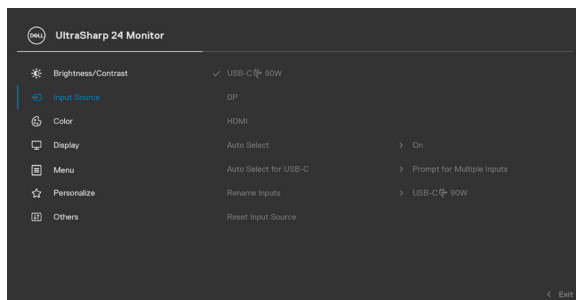 DELL UltraSharp 24 Monitor
Brightness/Contrast USB-C 90W
Input Source DP
Color HDMI
Display Auto Select > On
Menu Auto Select for USB-C > Prompt for Multiple Inputs
Personalize Rename Inputs > USB-C 90W
Others Reset Input Source
< Exit